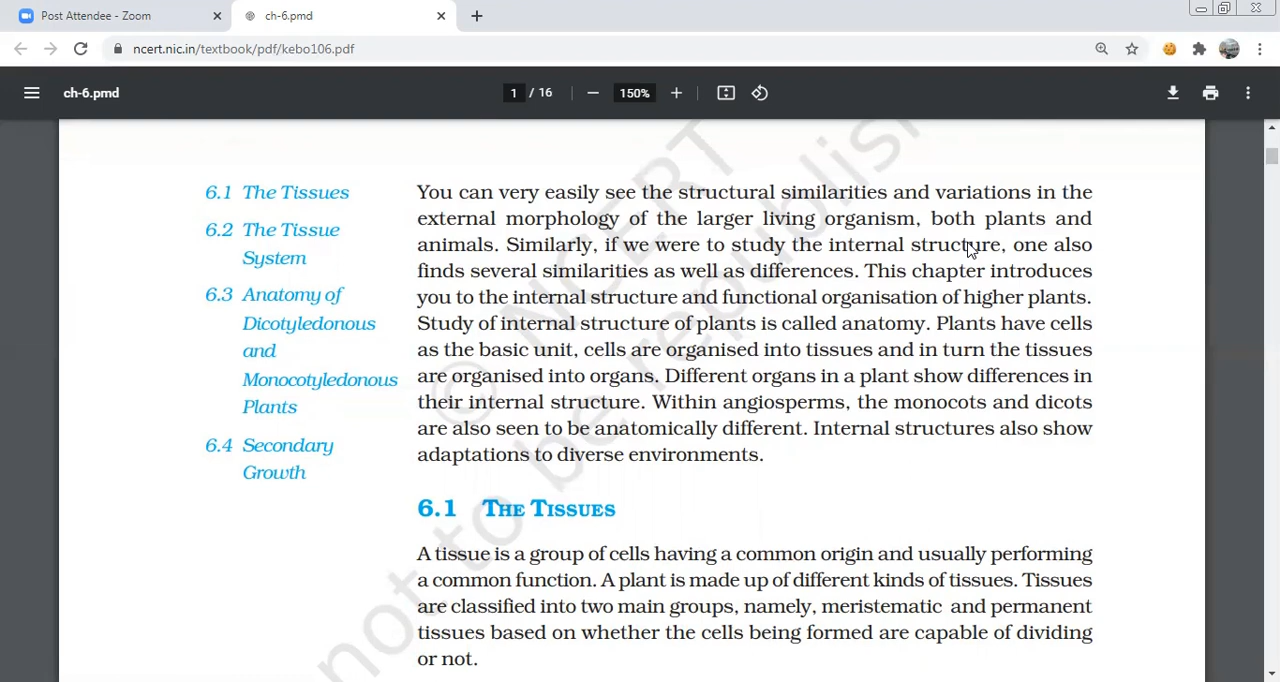 Post Attendee - Zoom
ch-6.pmd
ncert.nic.in/textbook/pdf/kebo106.pdf
ch-6.pmd
1 / 16
150%
6.1 The Tissues
6.2 The Tissue
System
6.3 Anatomy of
Dicotyledonous
and
Monocotyledonous
Plants
6.4 Secondary
Growth
You can very easily see the structural similarities and variations in the
external morphology of the larger living organism, both plants and
animals. Similarly, if we were to study the internal structure, one also
finds several similarities as well as differences. This chapter introduces
you to the internal structure and functional organisation of higher plants.
Study of internal structure of plants is called anatomy. Plants have cells
as the basic unit, cells are organised into tissues and in turn the tissues
are organised into organs. Different organs in a plant show differences in
their internal structure. Within angiosperms, the monocots and dicots
are also seen to be anatomically different. Internal structures also show
adaptations to diverse environments.
6.1 THE TISSUES
A tissue is a group of cells having a common origin and usually performing
a common function. A plant is made up of different kinds of tissues. Tissues
are classified into two main groups, namely, meristematic and permanent
tissues based on whether the cells being formed are capable of dividing
or not.
© NCERT
not to be republish